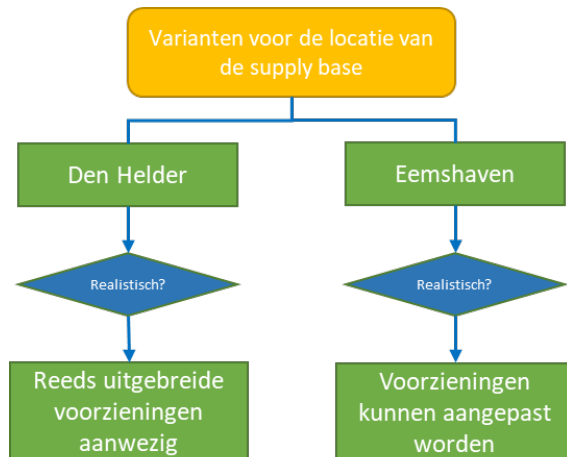 Varianten voor de locatie van
de supply base
Den Helder
Eemshaven
Realistisch?
Realistisch?
Reeds uitgebreide
voorzieningen
aanwezig
Voorzieningen
kunnen aangepast
worden